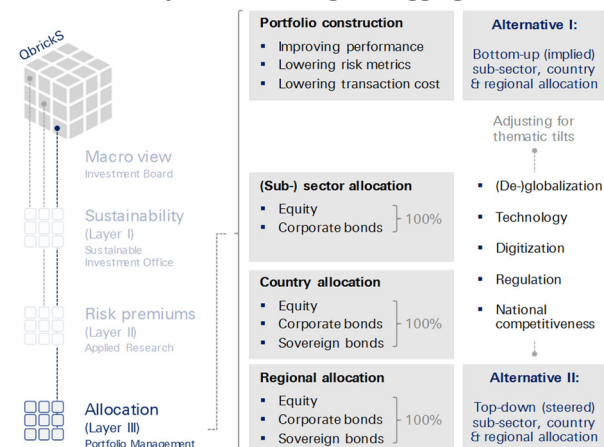 QbrickS
Macro view
Investment Board
Sustainability
(Layer I)
Sustainable
Investment Office
Risk premiums
(Layer II)
Applied Research
Allocation
(Layer III)
Portfolio Management
Portfolio construction
Improving performance
Lowering risk metrics
Lowering transaction cost
(Sub-) sector allocation
Equity
Corporate bonds
100%
Country allocation
Equity
Corporate bonds
Sovereign bonds
100%
Regional allocation
Equity
Corporate bonds
Sovereign bonds
100%
Alternative I:
Bottom-up (implied)
sub-sector, country
& regional allocation
Adjusting for
thematic tilts
(De-)globalization
Technology
Digitization
Regulation
National
competitiveness
Alternative II:
Top-down (steered)
sub-sector, country
& regional allocation